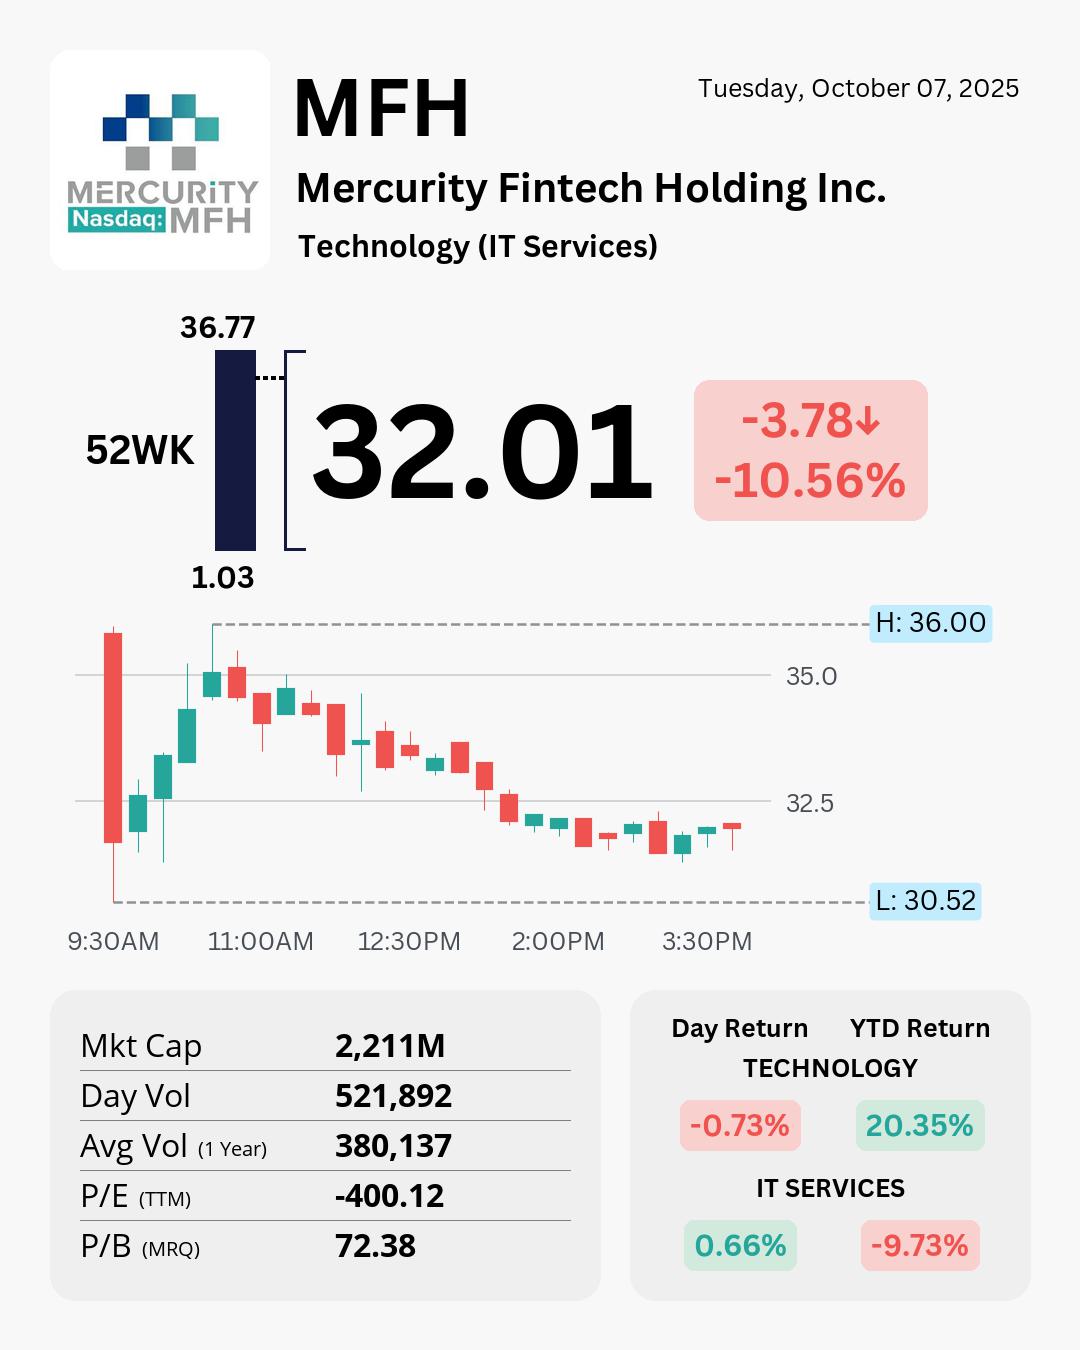 MERCURiTY
Nasdaq: MFH
MFH
Tuesday, October 07, 2025
Mercurity Fintech Holding Inc.
Technology (IT Services)
36.77
52WK
1.03
32.01
-3.78↓
-10.56%
H: 36.00
35.0
32.5
L: 30.52
9:30AM 11:00AM 12:30PM 2:00PM 3:30PM
Mkt Cap 2,211M
Day Vol 521,892
Avg Vol (1 Year) 380,137
P/E (TTM) -400.12
P/B (MRQ) 72.38
Day Return YTD Return
TECHNOLOGY
-0.73% 20.35%
IT SERVICES
0.66% -9.73%